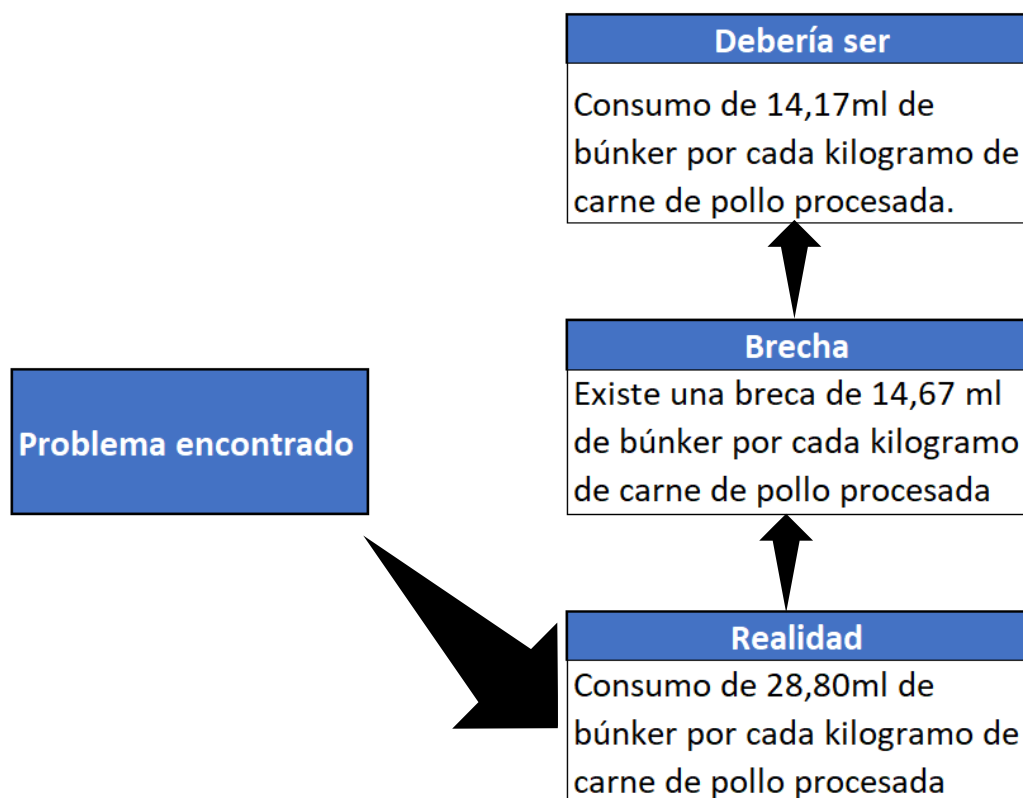 Debería ser
Consumo de 14,17ml de
búnker por cada kilogramo de
carne de pollo procesada.
Brecha
Existe una breca de 14,67 ml
de búnker por cada kilogramo
de carne de pollo procesada
Problema encontrado
Realidad
Consumo de 28,80ml de
búnker por cada kilogramo de
carne de pollo procesada